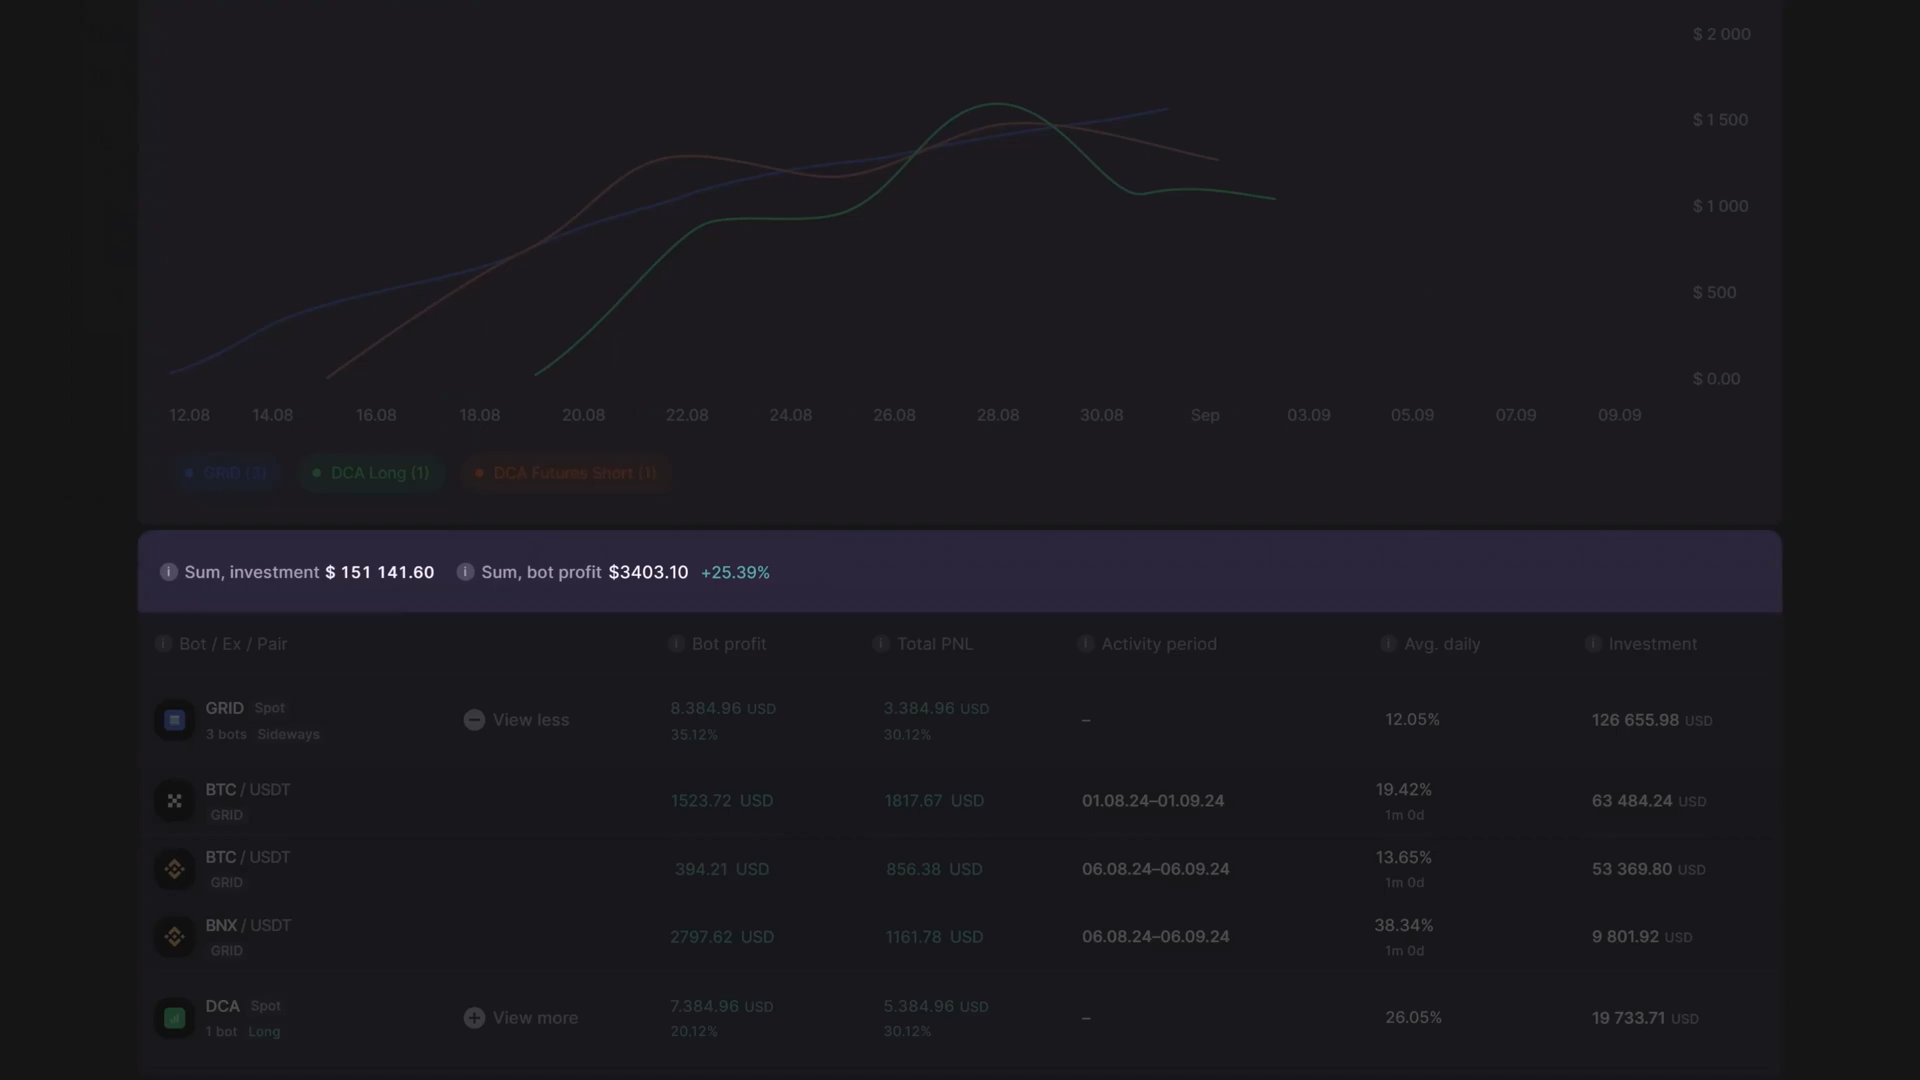 $ 2 000
$ 1 500
$ 1 000
$ 500
$ 0.00
12.08 14.08 16.08 18.08 20.08 22.08 24.08 26.08 28.08 30.08 Sep 03.09 05.09 07.09 09.09
GRID (3) DCA Long (1) DCA Futures Short (1)
Sum, investment $ 151 141.60 Sum, bot profit $3403.10 +25.39%
Bot / Ex / Pair Bot profit Total PNL Activity period Avg. daily Investment
GRID Spot View less 8.384.96 USD 3.384.96 USD – 12.05% 126 655.98 USD
3 bots Sideways 35.12% 30.12%
BTC / USDT 1523.72 USD 1817.67 USD 01.08.24–01.09.24 19.42% 63 484.24 USD
GRID 1m 0d
BTC / USDT 394.21 USD 856.38 USD 06.08.24–06.09.24 13.65% 53 369.80 USD
GRID 1m 0d
BNX / USDT 2797.62 USD 1161.78 USD 06.08.24–06.09.24 38.34% 9 801.92 USD
GRID 1m 0d
DCA Spot View more 7.384.96 USD 5.384.96 USD – 26.05% 19 733.71 USD
1 bot Long 20.12% 30.12%